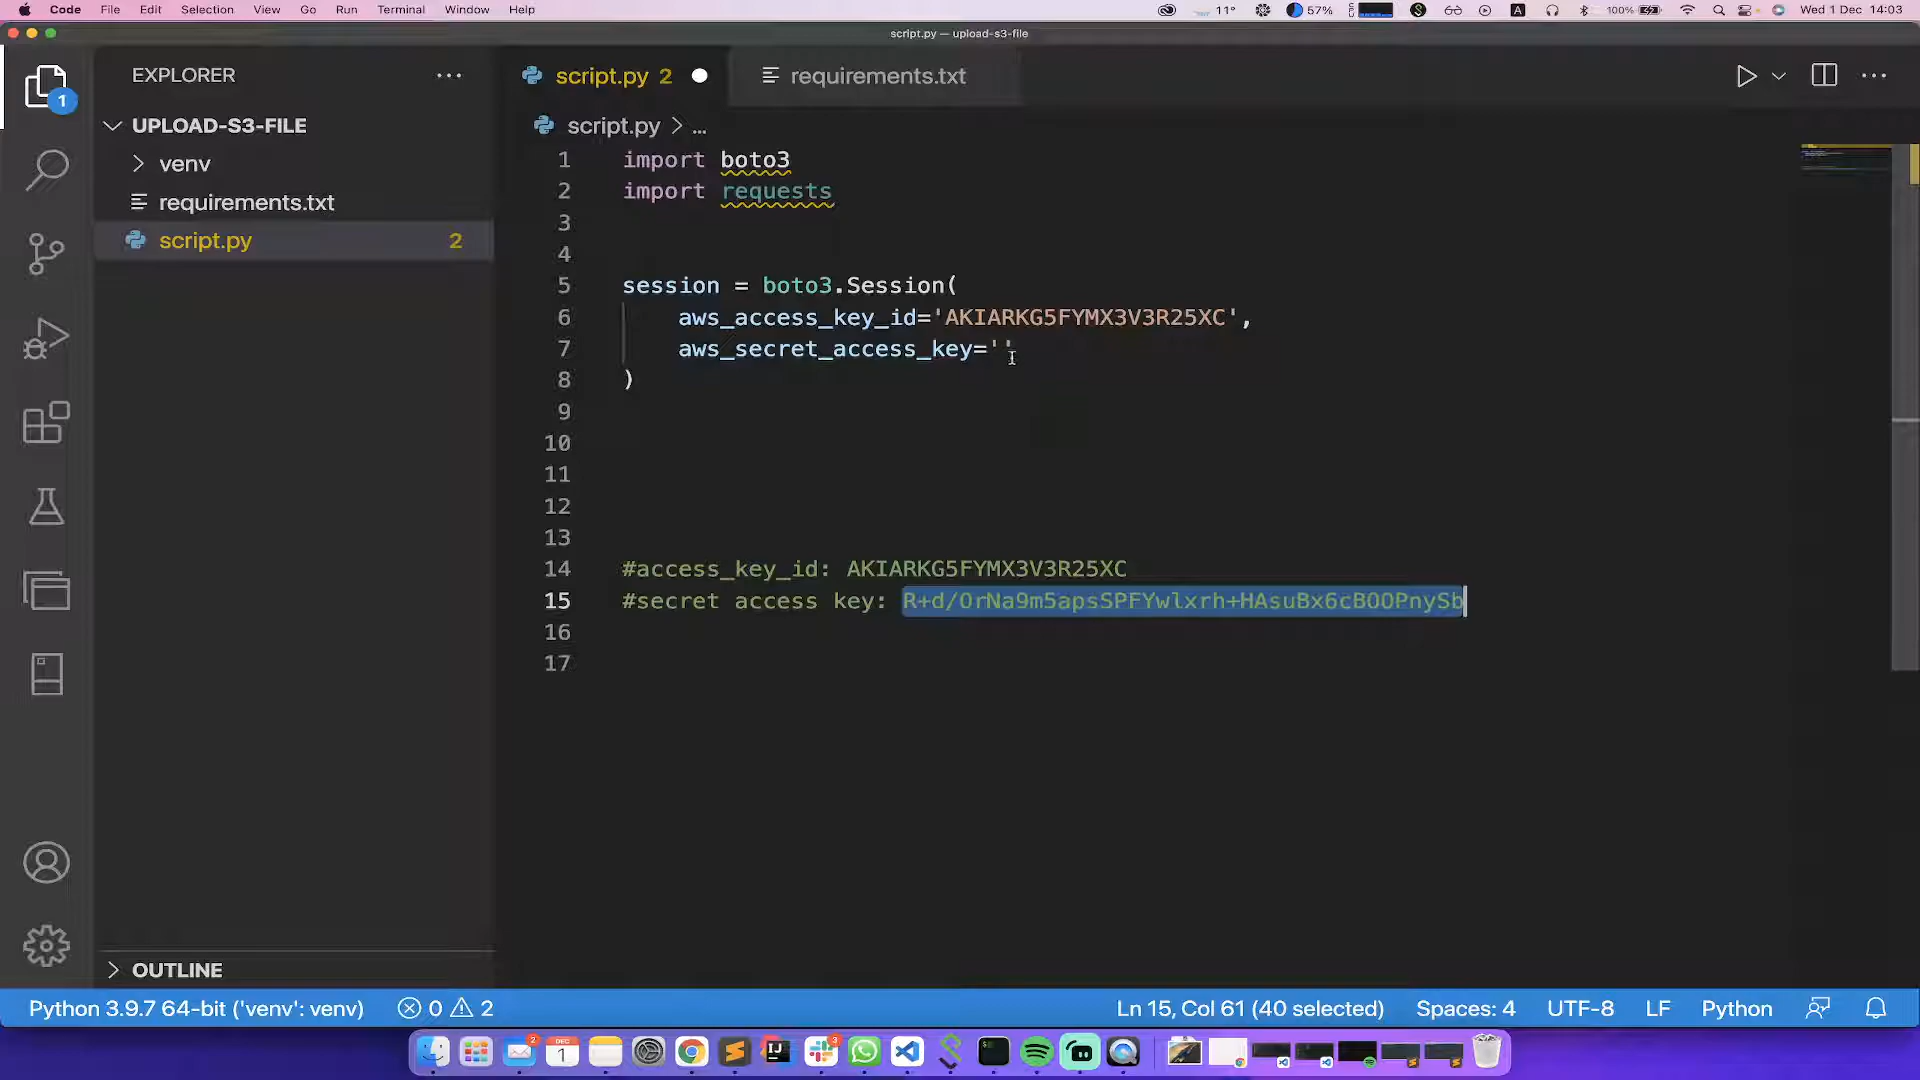 Code File Edit Selection View Go Run Terminal Window Help 11° 57% 100% Wed 1 Dec 14:03
script.py — upload-s3-file
EXPLORER
script.py 2
requirements.txt
1
UPLOAD-S3-FILE
script.py > ...
venv
requirements.txt
script.py 2
1 import boto3
2 import requests
3
4
5 session = boto3.Session(
6 aws_access_key_id='AKIARKG5FYMX3V3R25XC',
7 aws_secret_access_key=''
8 )
9
10
11
12
13
14 #access_key_id: AKIARKG5FYMX3V3R25XC
15 #secret access key:
16
17
OUTLINE
Python 3.9.7 64-bit ('venv': venv) 0 2 Ln 15, Col 61 (40 selected) Spaces: 4 UTF-8 LF Python